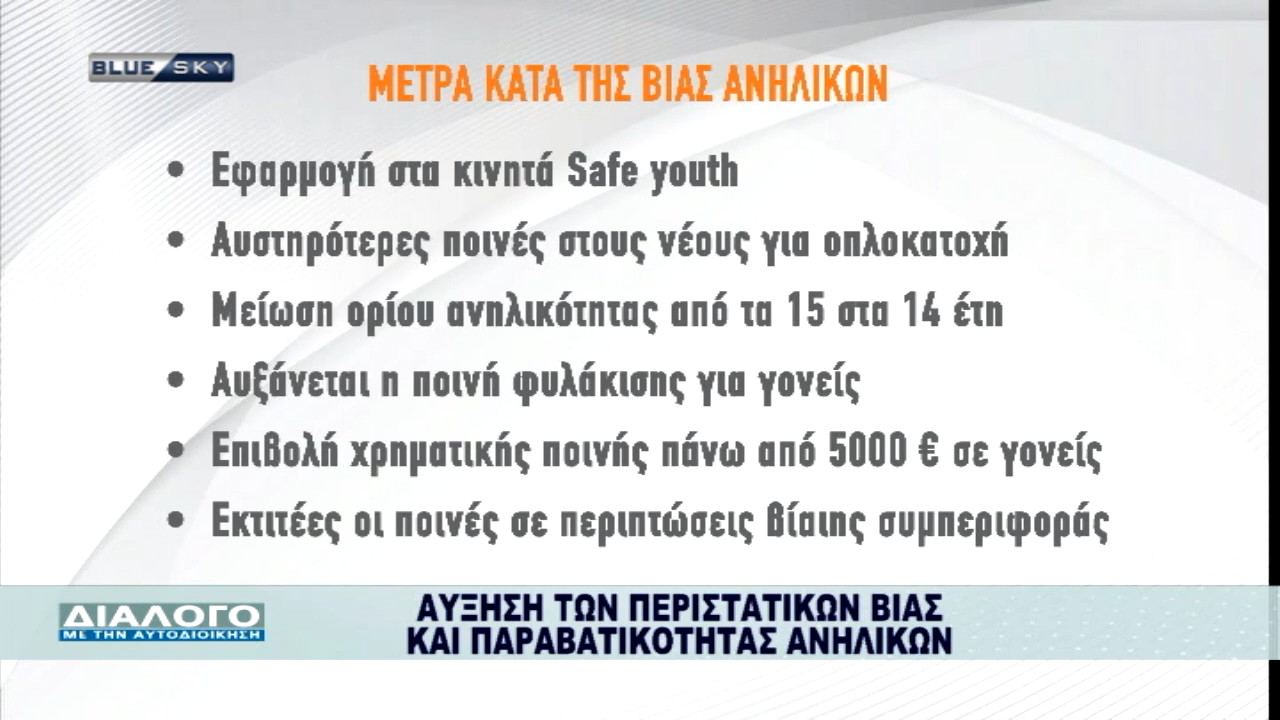 BLUE SKY
ΜΕΤΡΑ ΚΑΤΑ ΤΗΣ ΒΙΑΣ ΑΝΗΛΙΚΩΝ
• Εφαρμογή στα κινητά Safe youth
• Αυστηρότερες ποινές στους νέους για οπλοκατοχή
• Μείωση ορίου ανηλικότητας από τα 15 στα 14 έτη
• Αυξάνεται η ποινή φυλάκισης για γονείς
• Επιβολή χρηματικής ποινής πάνω από 5000 € σε γονείς
• Εκτιτέες οι ποινές σε περιπτώσεις βίαιης συμπεριφοράς
ΔΙΑΛΟΓΟ
ΜΕ ΤΗΝ ΑΥΤΟΔΙΟΙΚΗΣΗ
ΑΥΞΗΣΗ ΤΩΝ ΠΕΡΙΣΤΑΤΙΚΩΝ ΒΙΑΣ
ΚΑΙ ΠΑΡΑΒΑΤΙΚΟΤΗΤΑΣ ΑΝΗΛΙΚΩΝ